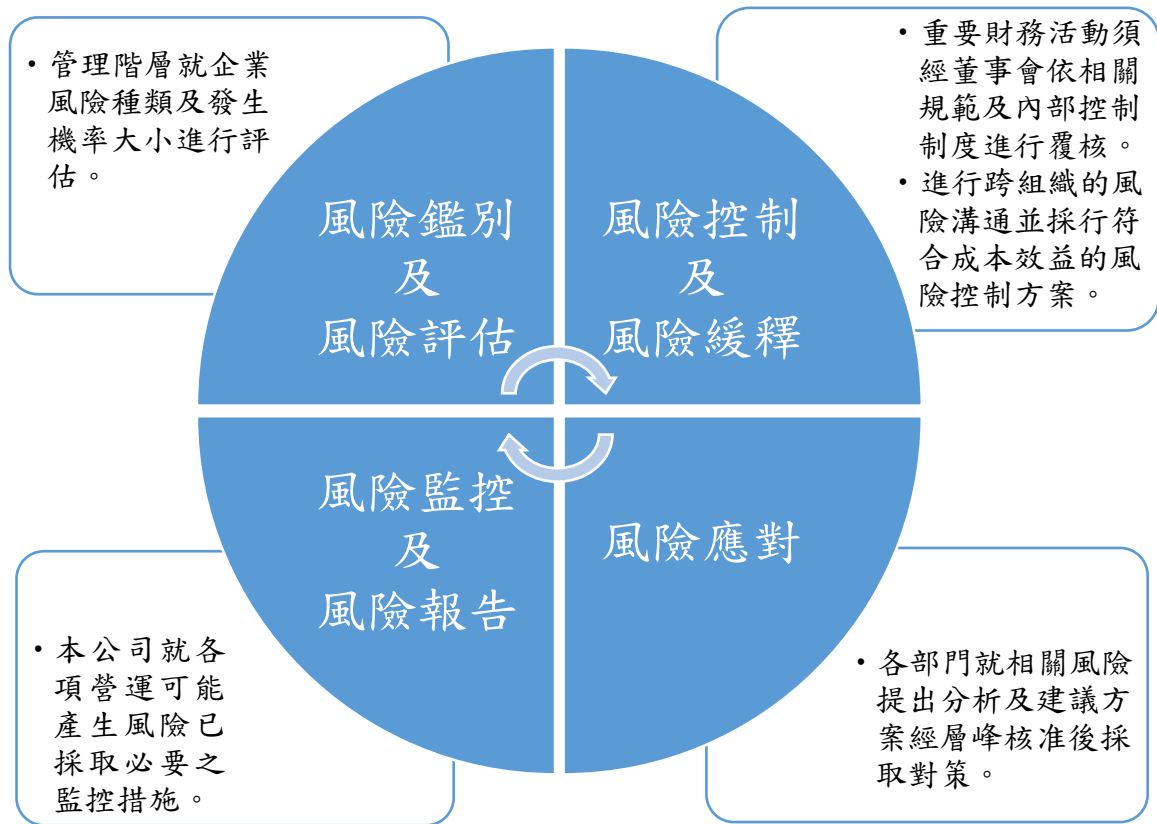 • 管理階層就企業
風險種類及發生
機率大小進行評
估。
• 重要財務活動須
經董事會依相關
規範及內部控制
制度進行覆核。
• 進行跨組織的風
險溝通並採行符
合成本效益的風
險控制方案。
風險鑑別
及
風險評估
風險控制
及
風險緩釋
風險監控
及
風險報告
風險應對
• 本公司就各
項營運可能
產生風險已
採取必要之
監控措施。
• 各部門就相關風險
提出分析及建議方
案經層峰核准後採
取對策。